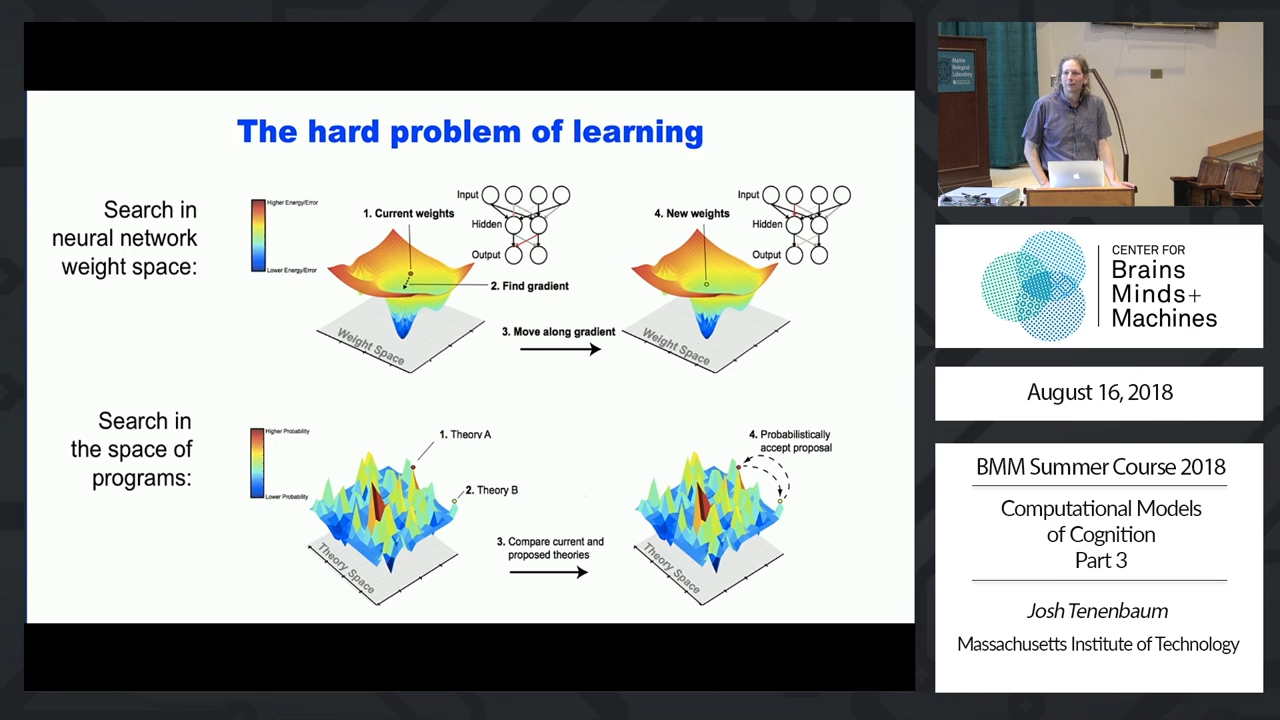 The hard problem of learning
Search in
neural network
weight space:
Higher Energy/Error
Lower Energy/Error
1. Current weights
Input
Hidden
Output
2. Find gradient
3. Move along gradient
Weight Space
4. New weights
Input
Hidden
Output
Weight Space
Search in
the space of
programs:
Higher Probability
Lower Probability
1. Theory A
2. Theory B
3. Compare current and
proposed theories
Theory Space
4. Probabilistically
accept proposal
Theory Space
Marine
Biological
Laboratory
CENTER FOR
Brains
Minds+
Machines
August 16, 2018
BMM Summer Course 2018
Computational Models
of Cognition
Part 3
Josh Tenenbaum
Massachusetts Institute of Technology